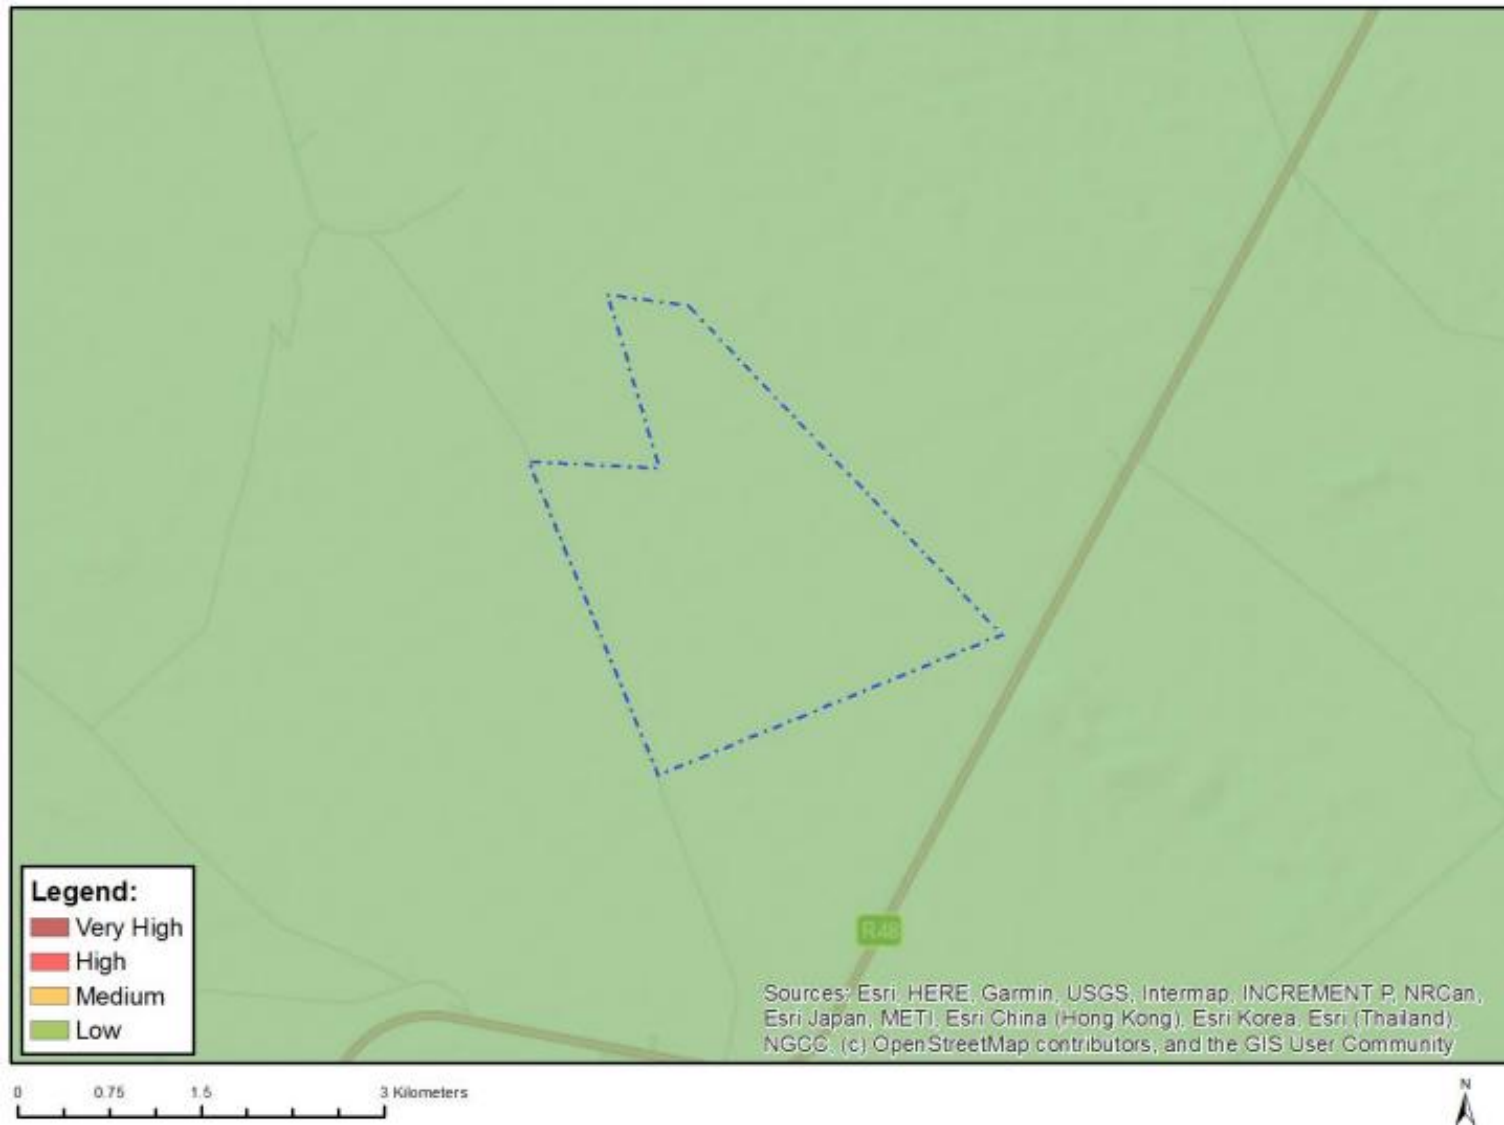 R48
Legend:
Very High
High
Medium
Low
Sources: Esri, HERE, Garmin, USGS, Intermap, INCREMENT P, NRCan,
Esri Japan, METI, Esri China (Hong Kong), Esri Korea, Esri (Thailand),
NGCC, (c) OpenStreetMap contributors, and the GIS User Community
0 0.75 1.5 3 Kilometers
N